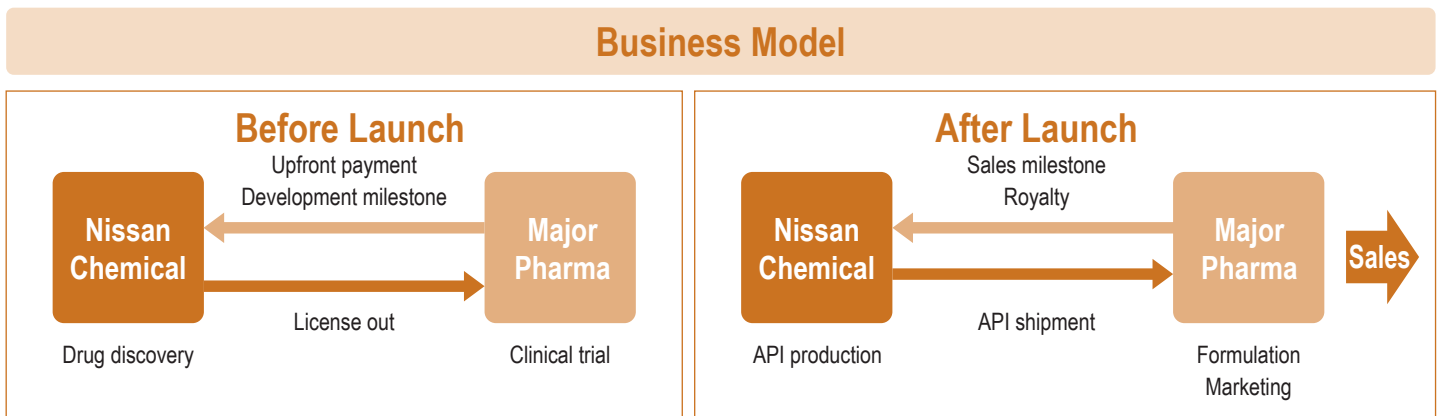 Business Model
Before Launch
Upfront payment
Development milestone
Nissan
Chemical
Major
Pharma
License out
Drug discovery
Clinical trial
After Launch
Sales milestone
Royalty
Nissan
Chemical
Major
Pharma
Sales
API shipment
API production
Formulation
Marketing